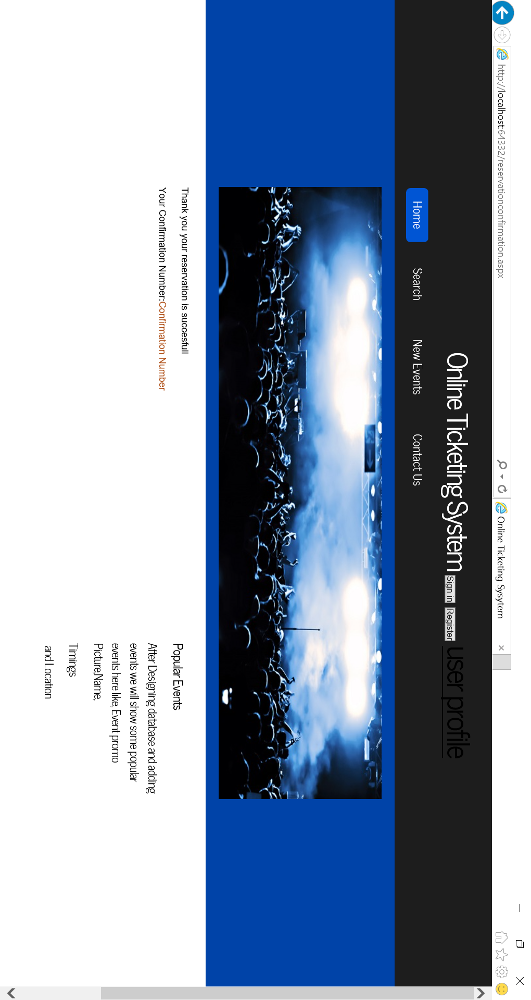 http://localhost:64332/reservationconfirmation.aspx
Online Ticketing Sysytem
Online Ticketing System Sign in Register user profile
Home Search New Events Contact Us
Thank you your reservation is succesfull
Your Confirmation Number:Confirmation Number
Popular Events
After Designing database and adding
events we will show some popular
events here like, Event promo
Picture,Name,
Timings
and Location